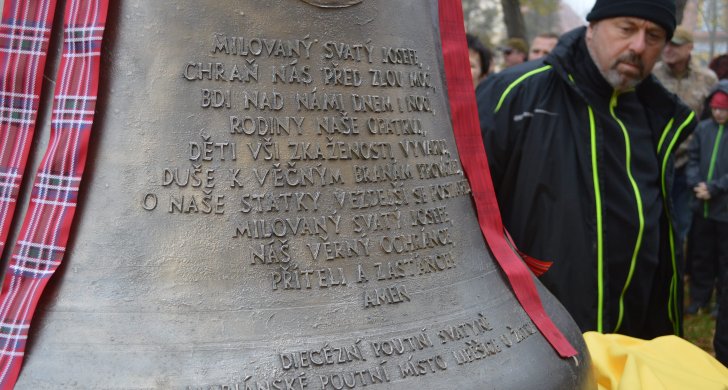 MILOVANÝ SVATÝ JOSEFE,
CHRAŇ NÁS PŘED ZLOU MOCÍ,
BDI NAD NÁMI DNEM I NOCÍ,
RODINY NAŠE OPATRUJ,
DĚTI VŠÍ ZKAŽENOSTI VYVARUJ,
DUŠE K VĚČNÝM BRANÁM PROVÁZEJ
O NAŠE STATKY VEZDEJŠÍ SE POSTAREJ,
MILOVANÝ SVATÝ JOSEFE,
NÁŠ VĚRNÝ OCHRÁNCE,
PŘÍTELI A ZASTÁNCE.
AMEN
DIECÉZNÍ POUTNÍ SVATYNĚ
POUTNÍ MÍSTO U